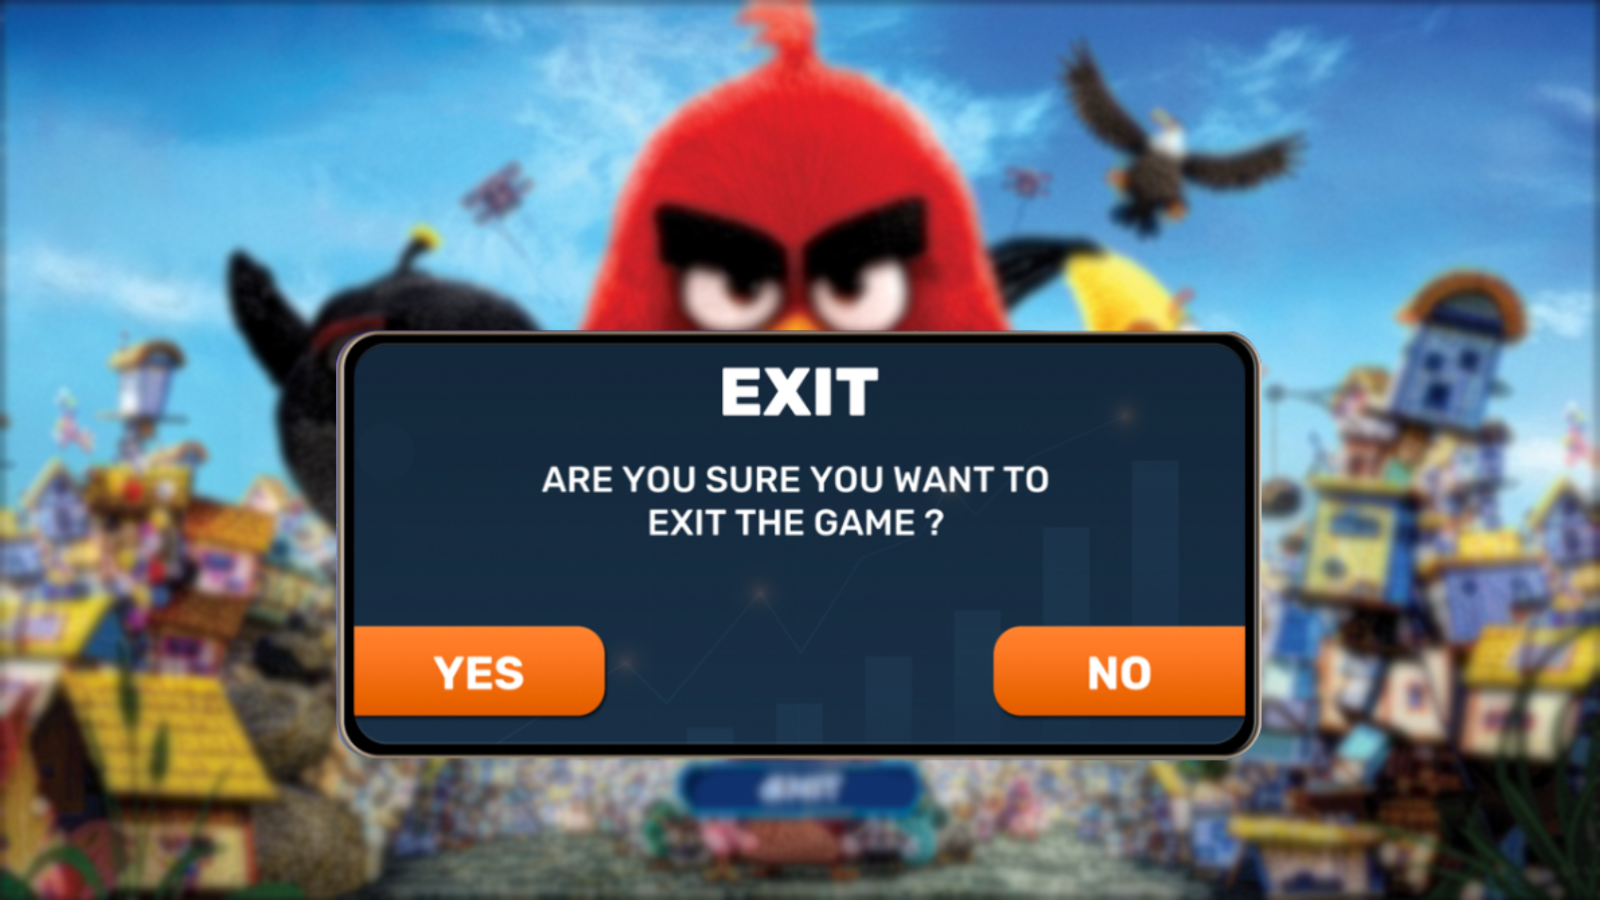 EXIT
ARE YOU SURE YOU WANT TO
EXIT THE GAME ?
YES
NO